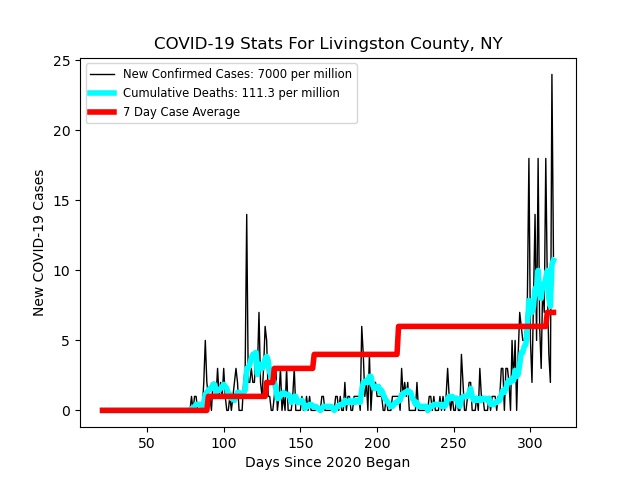 COVID-19 Stats For Livingston County, NY
New Confirmed Cases: 7000 per million
Cumulative Deaths: 111.3 per million
7 Day Case Average
25
20
15
10
5
0
New COVID-19 Cases
50 100 150 200 250 300
Days Since 2020 Began